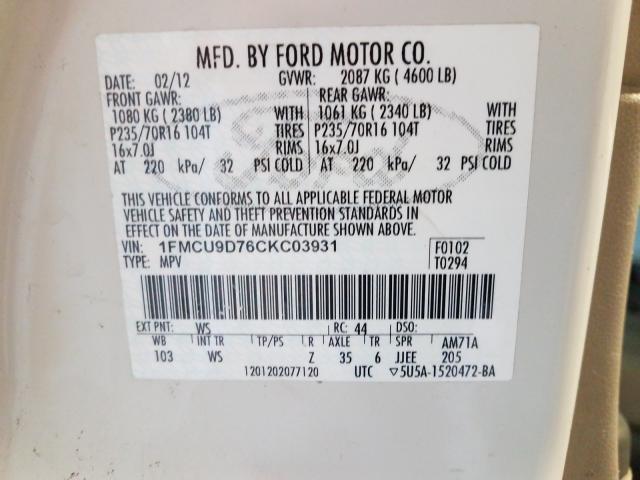 MFD. BY FORD MOTOR CO.
DATE: 02/12 GVWR: 2087 KG ( 4600 LB)
FRONT GAWR: REAR GAWR:
1080 KG ( 2380 LB) WITH 1061 KG ( 2340 LB) WITH
P235/70R16 104T TIRES P235/70R16 104T TIRES
16x7.0J RIMS 16x7.0J RIMS
AT 220 kPa/ 32 PSI COLD AT 220 kPa/ 32 PSI COLD
THIS VEHICLE CONFORMS TO ALL APPLICABLE FEDERAL MOTOR
VEHICLE SAFETY AND THEFT PREVENTION STANDARDS IN
EFFECT ON THE DATE OF MANUFACTURE SHOWN ABOVE.
VIN: 1FMCU9D76CKC03931 F0102
TYPE: MPV T0294
EXT PNT: WS RC: 44 DSO:
WB INT TR TP/PS R AXLE TR SPR AM71A
103 WS Z 35 6 JJEE 205
1201202077120 UTC ▽5U5A-1520472-BA